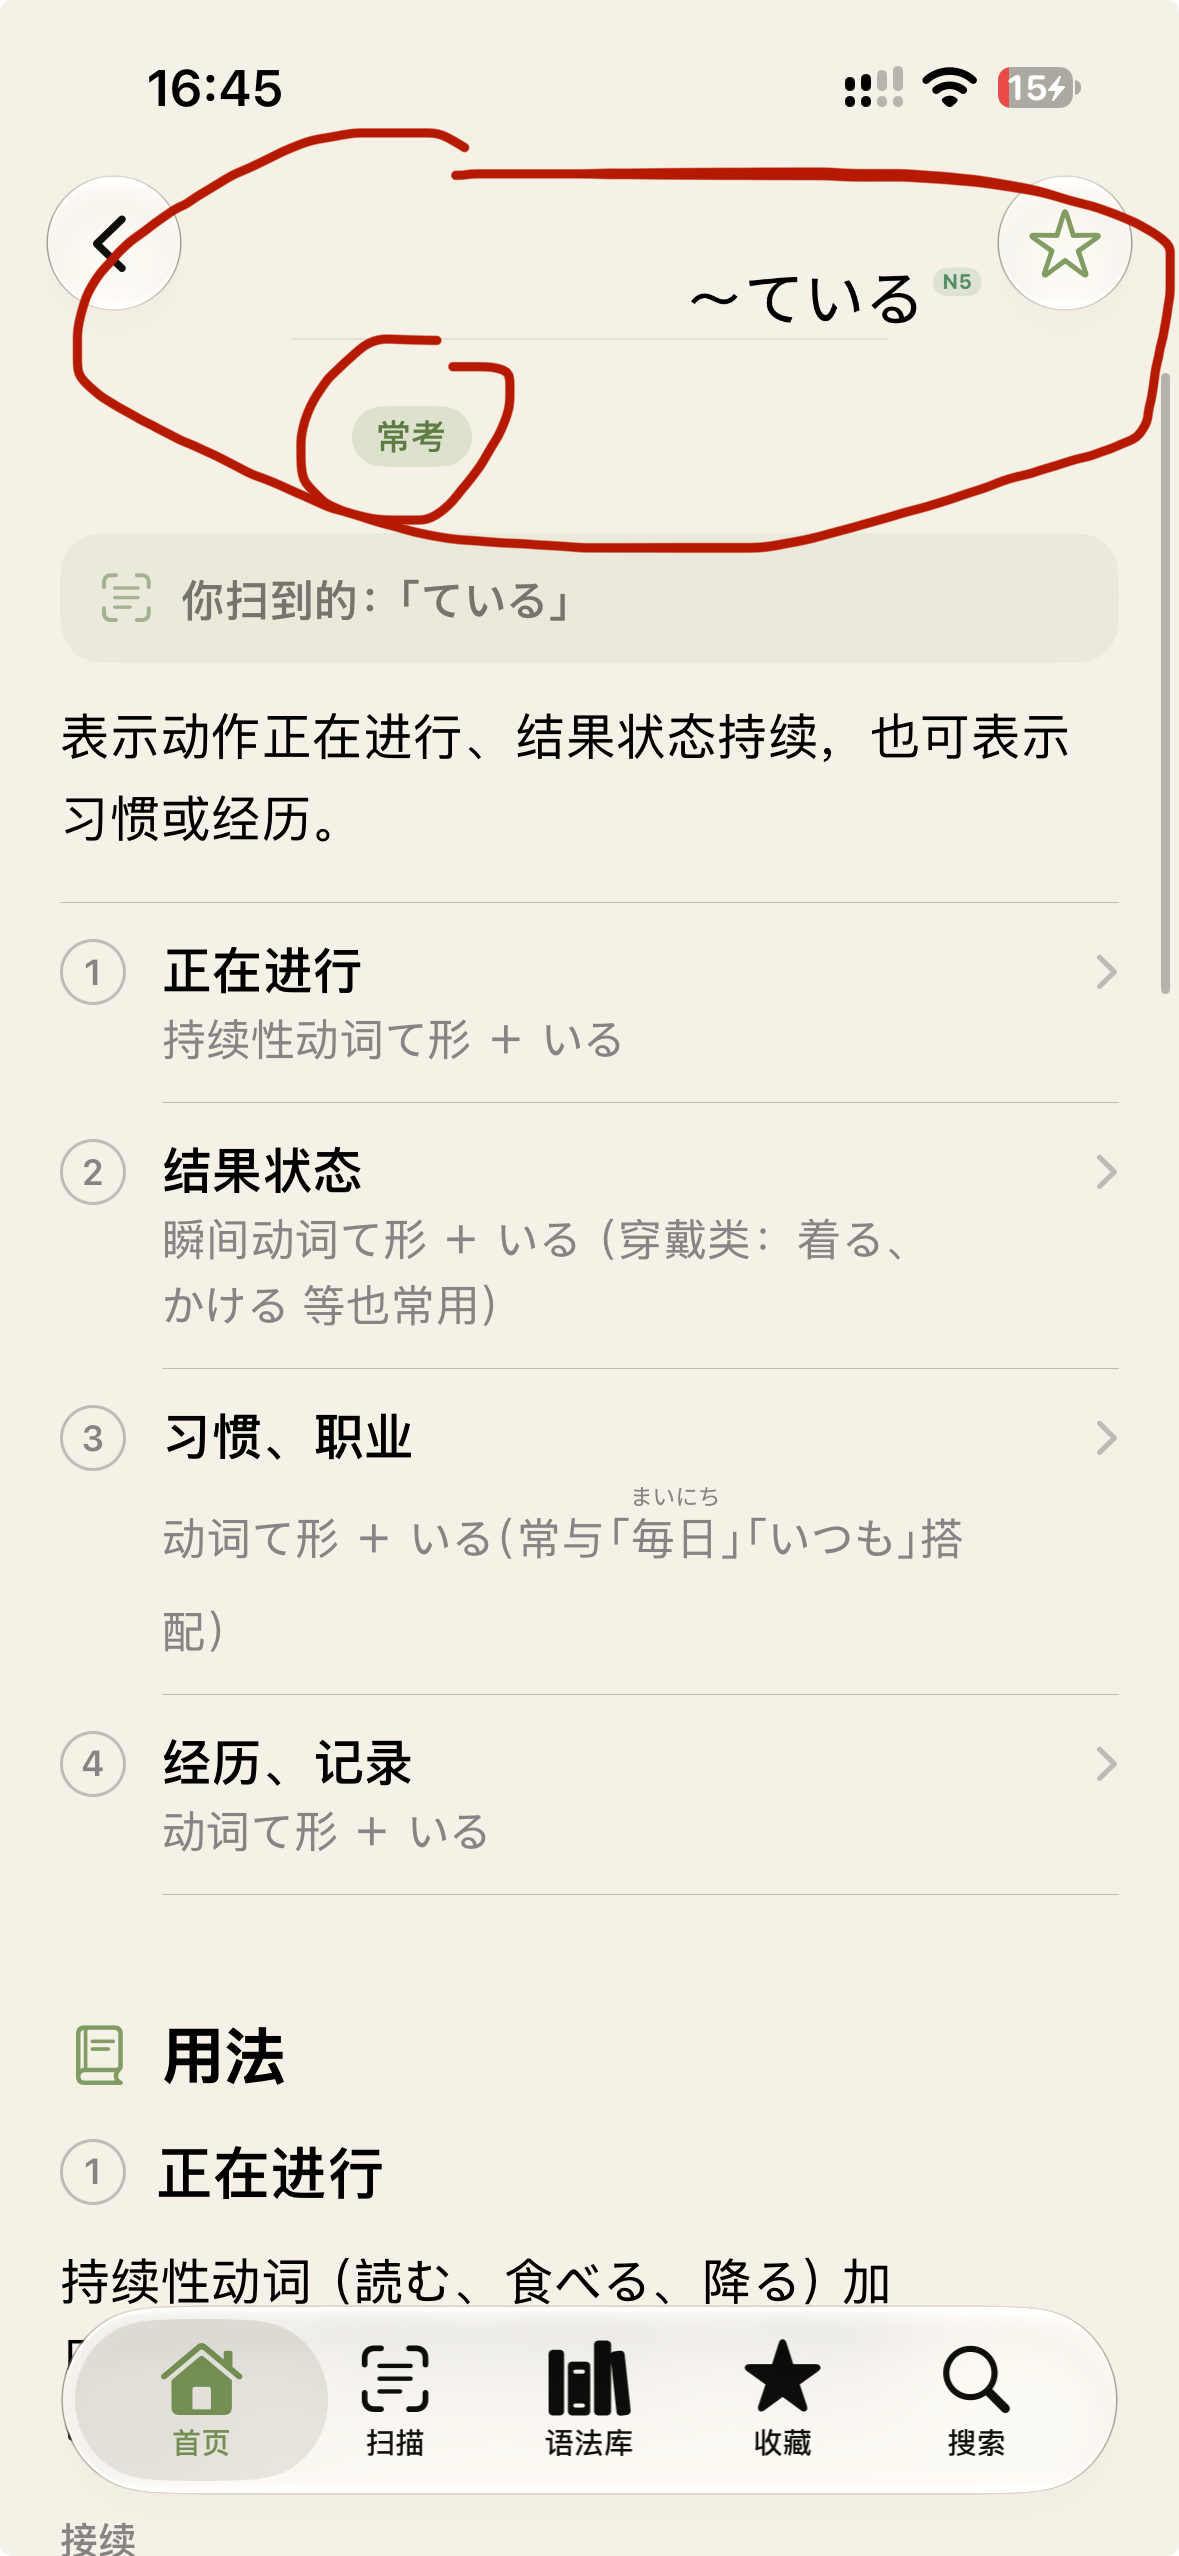 16:45
15
～ている N5
常考
你扫到的：「ている」
表示动作正在进行、结果状态持续，也可表示
习惯或经历。
1 正在进行
持续性动词て形 + いる
2 结果状态
瞬间动词て形 + いる（穿戴类：着る、
かける 等也常用）
3 习惯、职业
まいにち
动词て形 + いる（常与「毎日」「いつも」搭
配）
4 经历、记录
动词て形 + いる
用法
1 正在进行
持续性动词（読む、食べる、降る）加
首页 扫描 语法库 收藏 搜索
接续